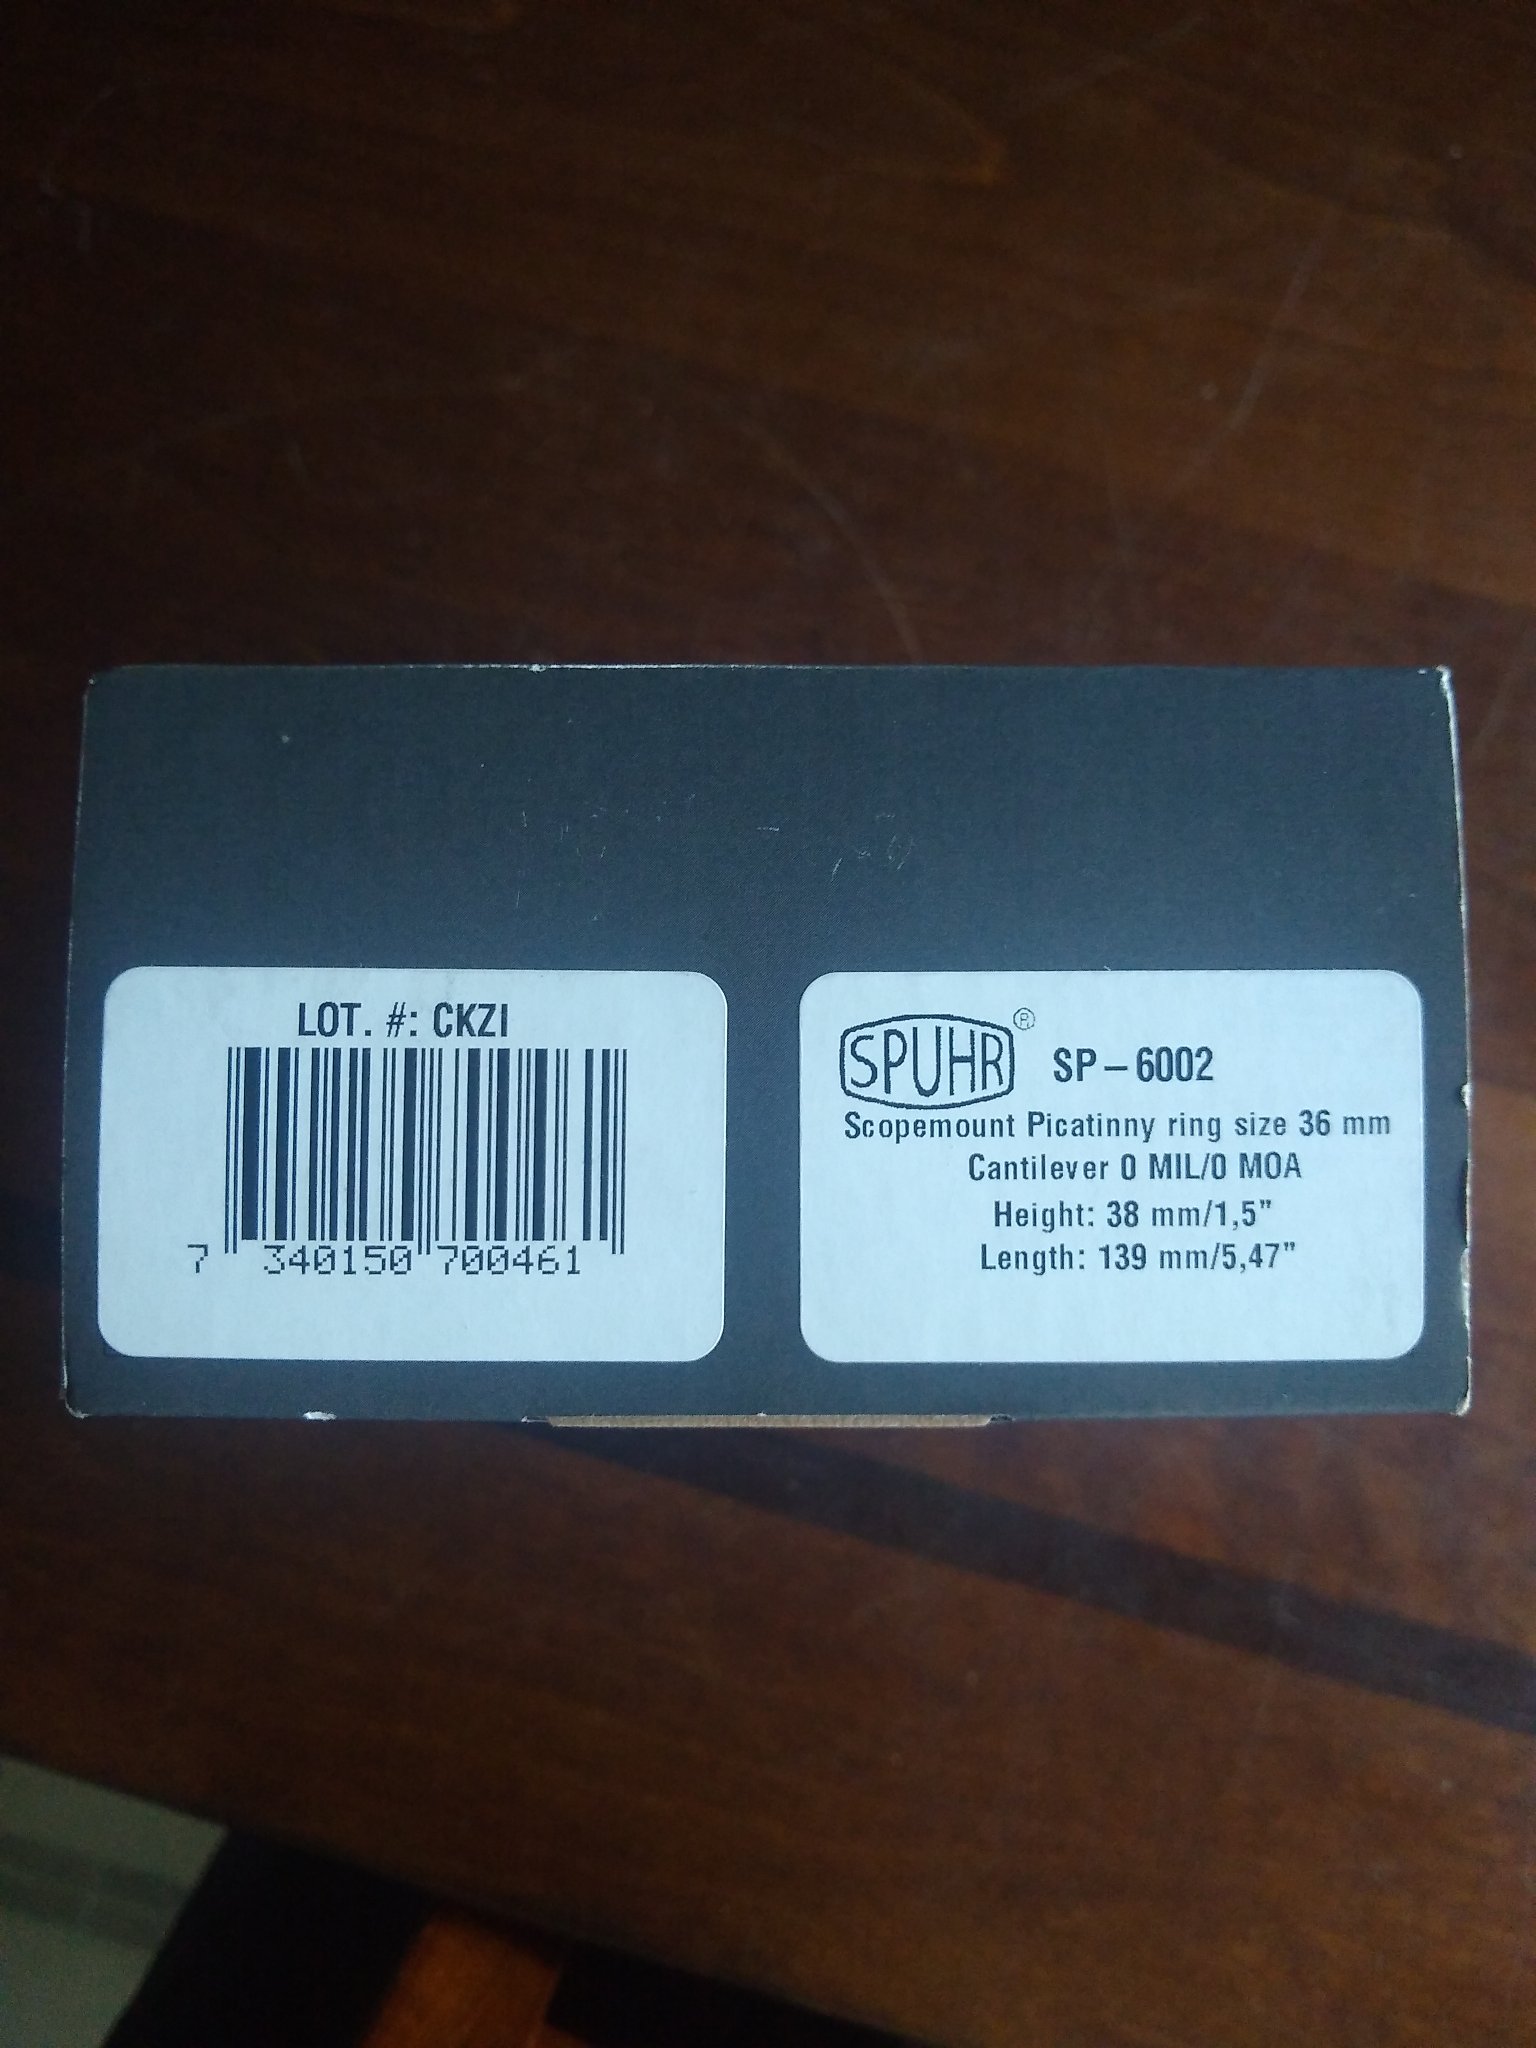 LOT. #: CKZI
7 340150 700461
SPUHR® SP-6002
Scopemount Picatinny ring size 36 mm
Cantilever 0 MIL/0 MOA
Height: 38 mm/1,5"
Length: 139 mm/5,47"